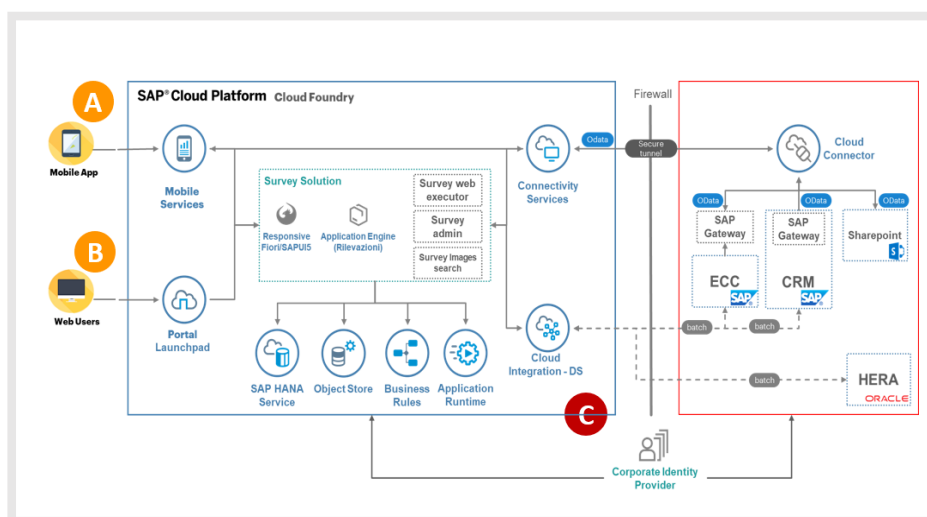 A
SAP® Cloud Platform Cloud Foundry
Firewall
Mobile App
Mobile
Services
Odata
Secure
tunnel
Connectivity
Services
Cloud
Connector
Survey Solution
Responsive
Fiori/SAPUI5
Application Engine
(Rilevazioni)
Survey web
executor
Survey
admin
Survey Images
search
OData
OData
OData
SAP
Gateway
SAP
Gateway
Sharepoint
S
ECC
SAP
CRM
SAP
B
Web Users
Portal
Launchpad
SAP HANA
Service
Object Store
Business
Rules
Application
Runtime
Cloud
Integration - DS
batch
batch
batch
HERA
ORACLE
C
Corporate Identity
Provider